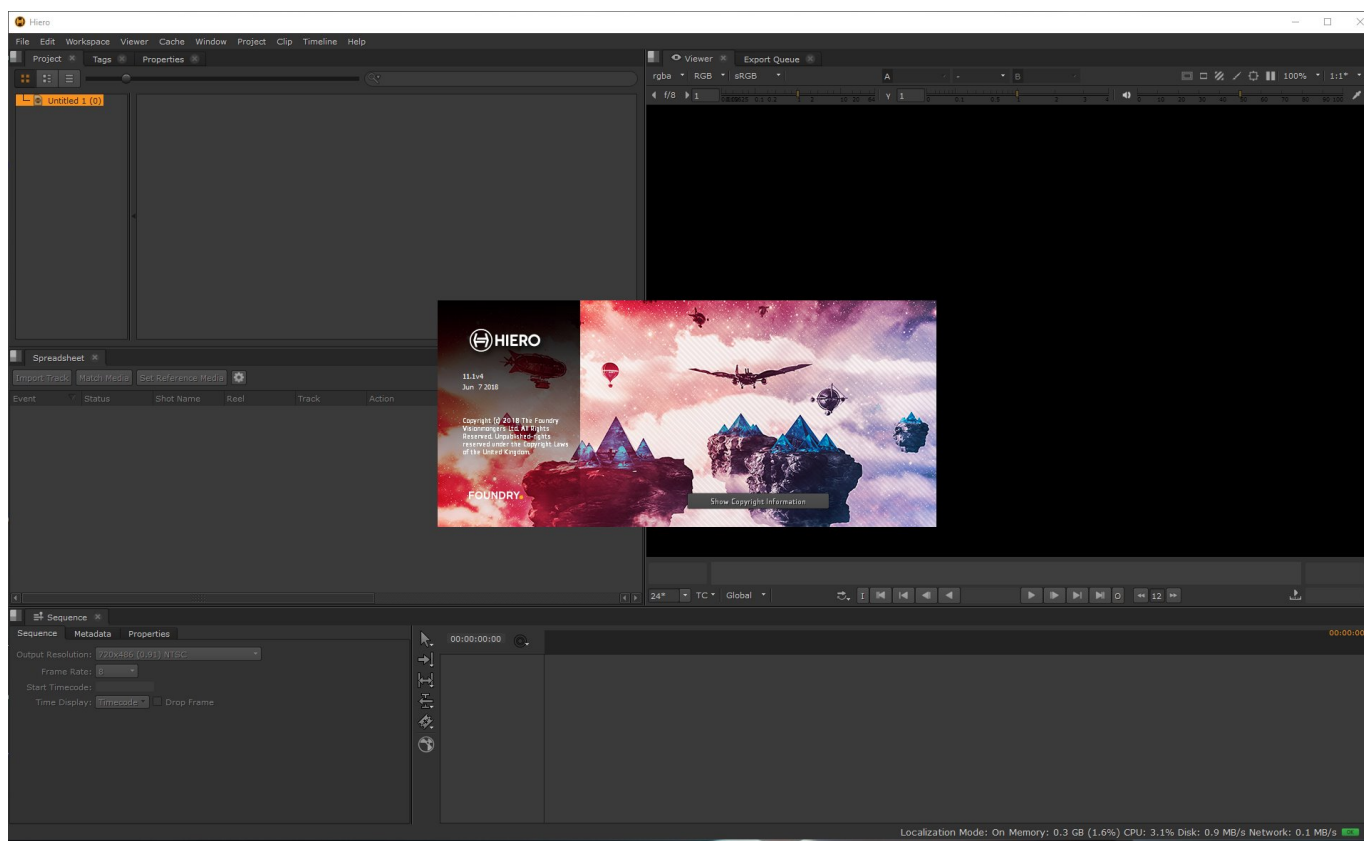 Hiero
File Edit Workspace Viewer Cache Window Project Clip Timeline Help
Project Tags Properties
Viewer Export Queue
rgba RGB sRGB A - B 100% 1:1*
f/8 1 Y 1
Untitled 1 (0)
HIERO
11.1v4
Jun 7 2018
Copyright (c) 2018 The Foundry
Visionmongers Ltd. All Rights
Reserved. Unpublished-rights
reserved under the Copyright Laws
of the United Kingdom.
FOUNDRY.
Show Copyright Information
Spreadsheet
Import Track Match Media Set Reference Media
Event Status Shot Name Reel Track Action
24* TC Global I O 12
Sequence
Sequence Metadata Properties
Output Resolution: 720x486 (0.91) NTSC
Frame Rate: 8
Start Timecode:
Time Display: Timecode Drop Frame
00:00:00:00
00:00:00
Localization Mode: On Memory: 0.3 GB (1.6%) CPU: 3.1% Disk: 0.9 MB/s Network: 0.1 MB/s